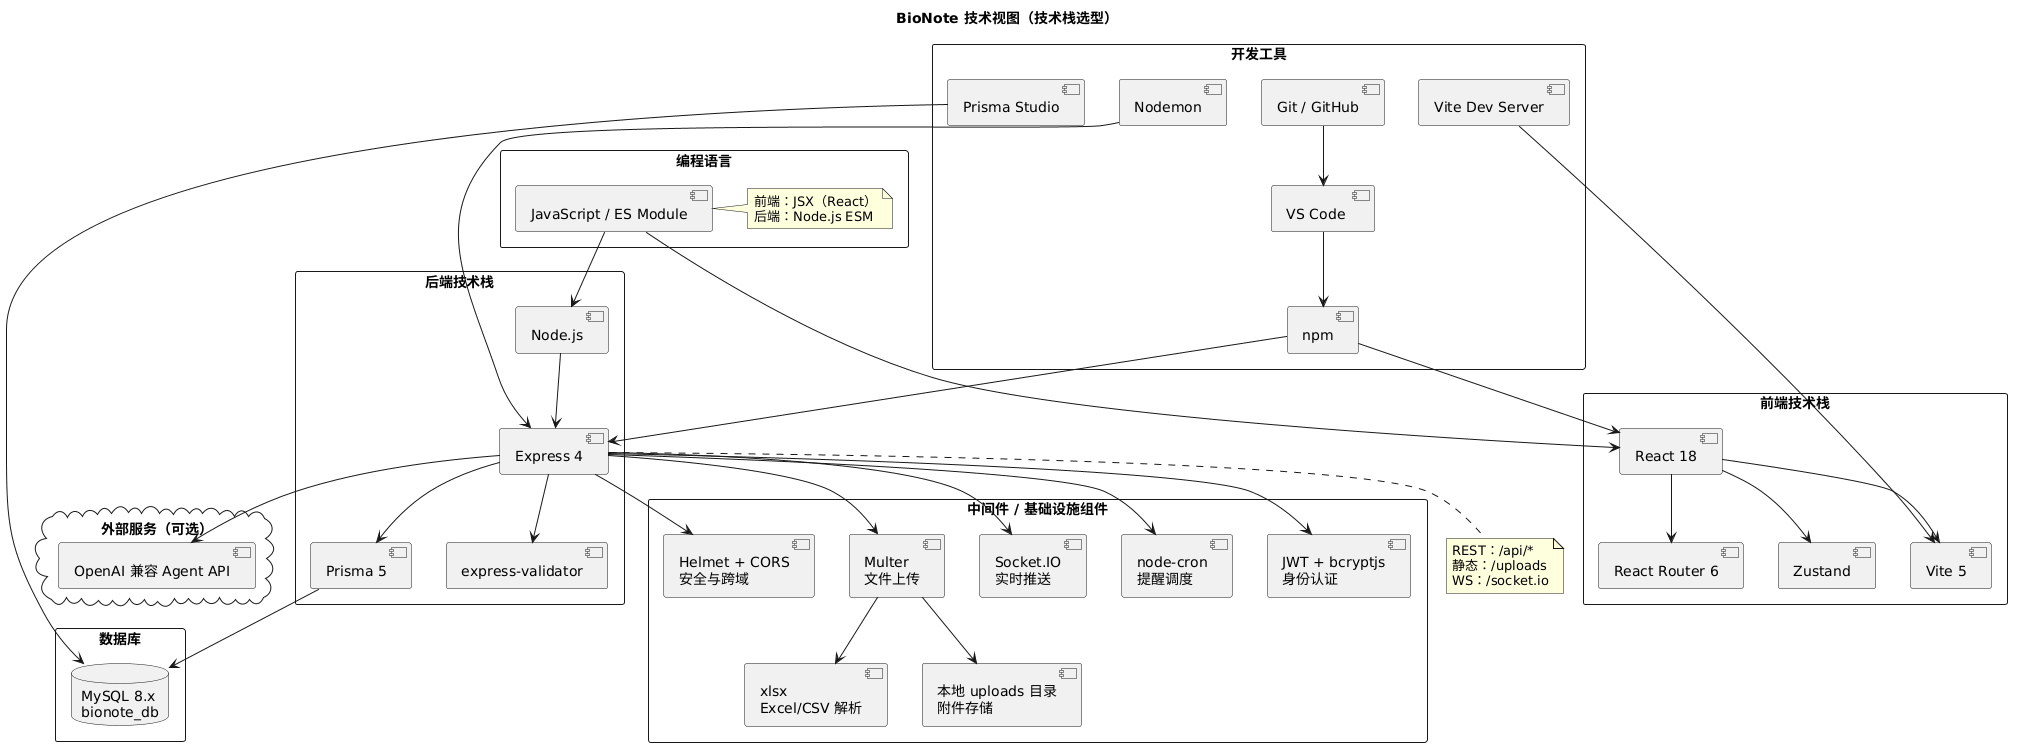 BioNote 技术视图（技术栈选型）
开发工具
Prisma Studio
Nodemon
Git / GitHub
Vite Dev Server
VS Code
npm
编程语言
JavaScript / ES Module
前端：JSX（React）
后端：Node.js ESM
后端技术栈
Node.js
Express 4
Prisma 5
express-validator
前端技术栈
React 18
React Router 6
Zustand
Vite 5
外部服务（可选）
OpenAI 兼容 Agent API
中间件 / 基础设施组件
Helmet + CORS
安全与跨域
Multer
文件上传
Socket.IO
实时推送
node-cron
提醒调度
JWT + bcryptjs
身份认证
REST：/api/*
静态：/uploads
WS：/socket.io
xlsx
Excel/CSV 解析
本地 uploads 目录
附件存储
数据库
MySQL 8.x
bionote_db